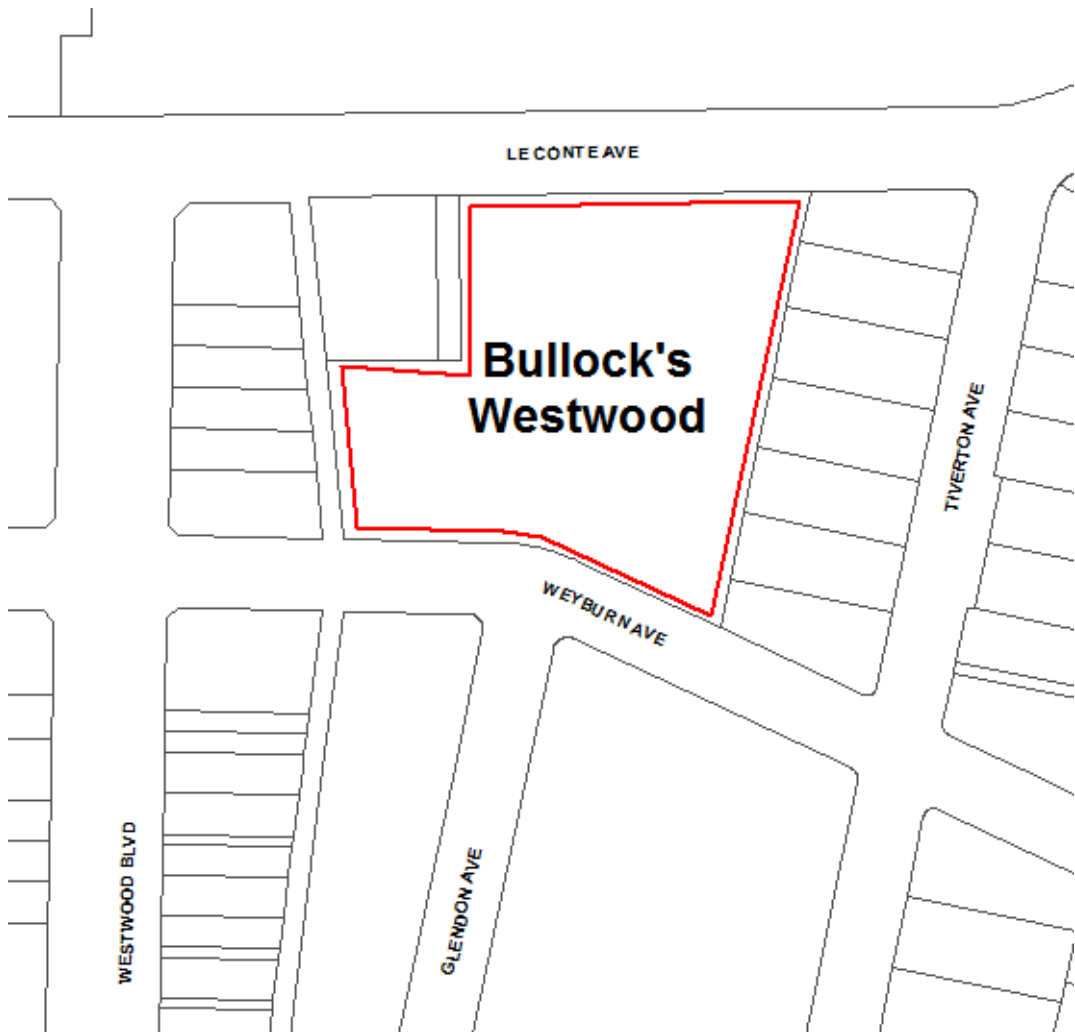 LE CONTE AVE
Bullock's
Westwood
TIVERTON AVE
WEYBURN AVE
WESTWOOD BLVD
GLENDON AVE